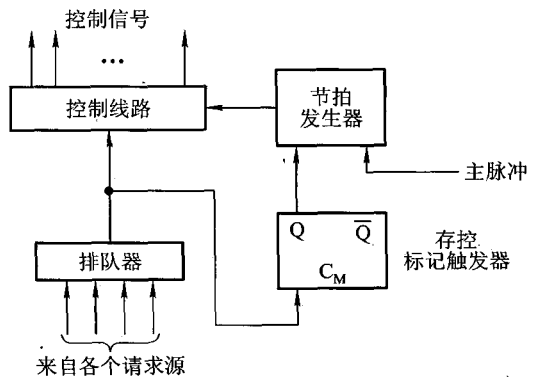 控制信号
...
控制线路
节拍
发生器
主脉冲
Q
Q̅
存控
标记触发器
C_M
排队器
来自各个请求源